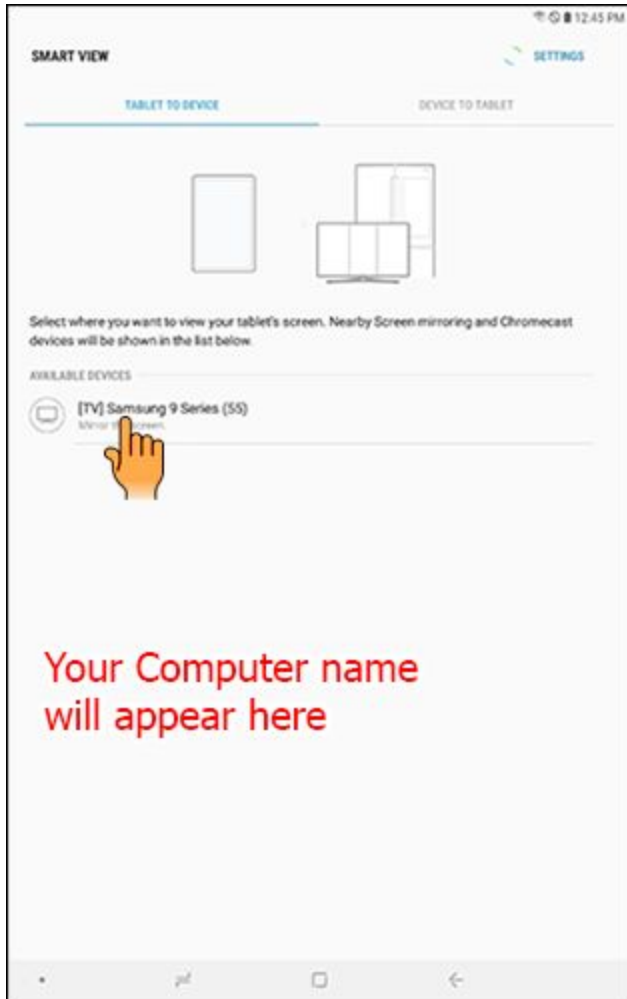 12:45 PM
SMART VIEW
SETTINGS
TABLET TO DEVICE
DEVICE TO TABLET
Select where you want to view your tablet's screen. Nearby Screen mirroring and Chromecast
devices will be shown in the list below.
AVAILABLE DEVICES
[TV] Samsung 9 Series (55)
Mirror screen.
Your Computer name
will appear here